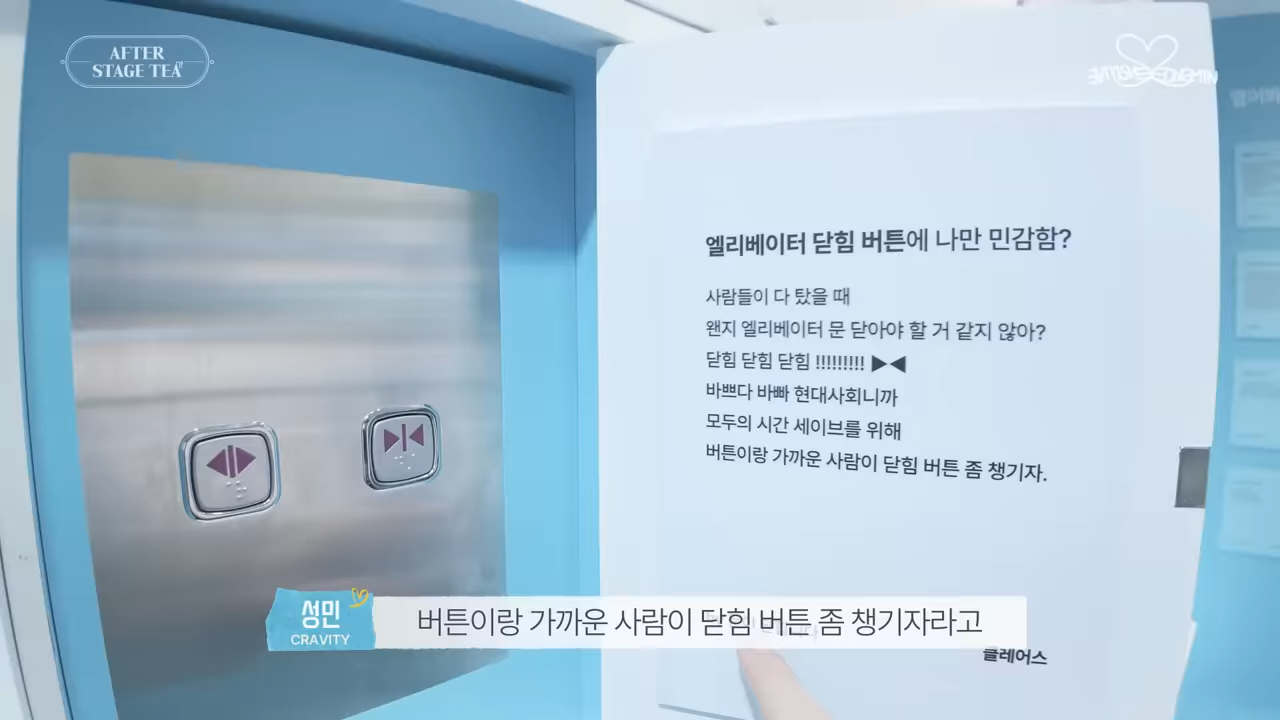 AFTER
STAGE TEA
엘리베이터 닫힘 버튼에 나만 민감함?
사람들이 다 탔을 때
왠지 엘리베이터 문 닫아야 할 거 같지 않아?
닫힘 닫힘 닫힘 !!!!!!!!! ▶◀
바쁘다 바빠 현대사회니까
모두의 시간 세이브를 위해
버튼이랑 가까운 사람이 닫힘 버튼 좀 챙기자.
성민
CRAVITY
버튼이랑 가까운 사람이 닫힘 버튼 좀 챙기자라고
클레어스